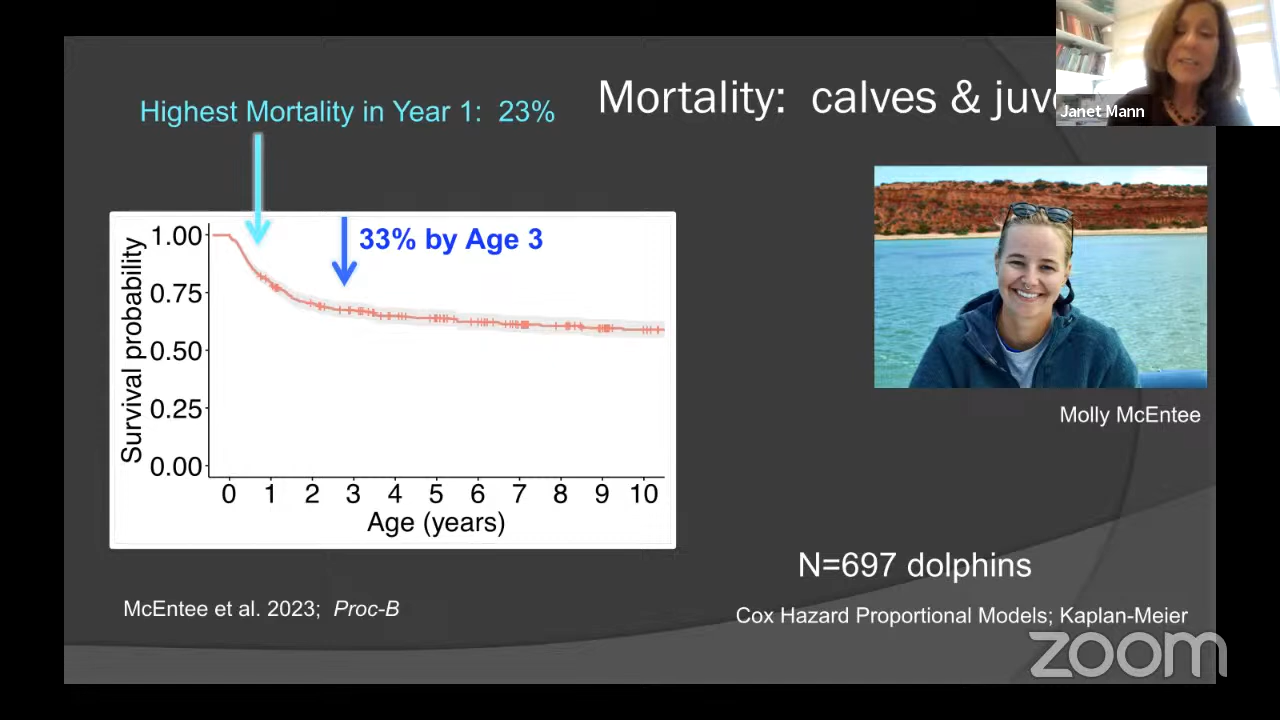 Highest Mortality in Year 1: 23%
Mortality: calves & juv
Janet Mann
33% by Age 3
Survival probability
1.00
0.75
0.50
0.25
0.00
0 1 2 3 4 5 6 7 8 9 10
Age (years)
Molly McEntee
N=697 dolphins
McEntee et al. 2023; Proc-B
Cox Hazard Proportional Models; Kaplan-Meier
zoom